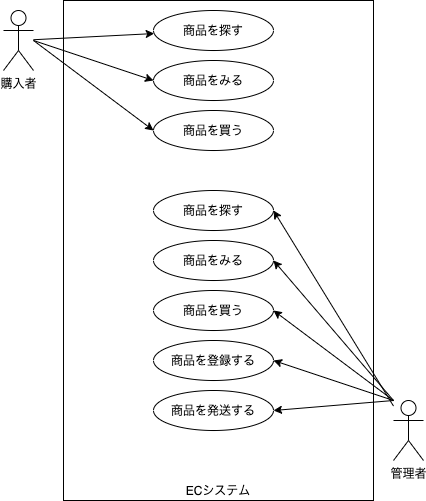 商品を探す
購入者
商品をみる
商品を買う
商品を探す
商品をみる
商品を買う
商品を登録する
商品を発送する
管理者
ECシステム